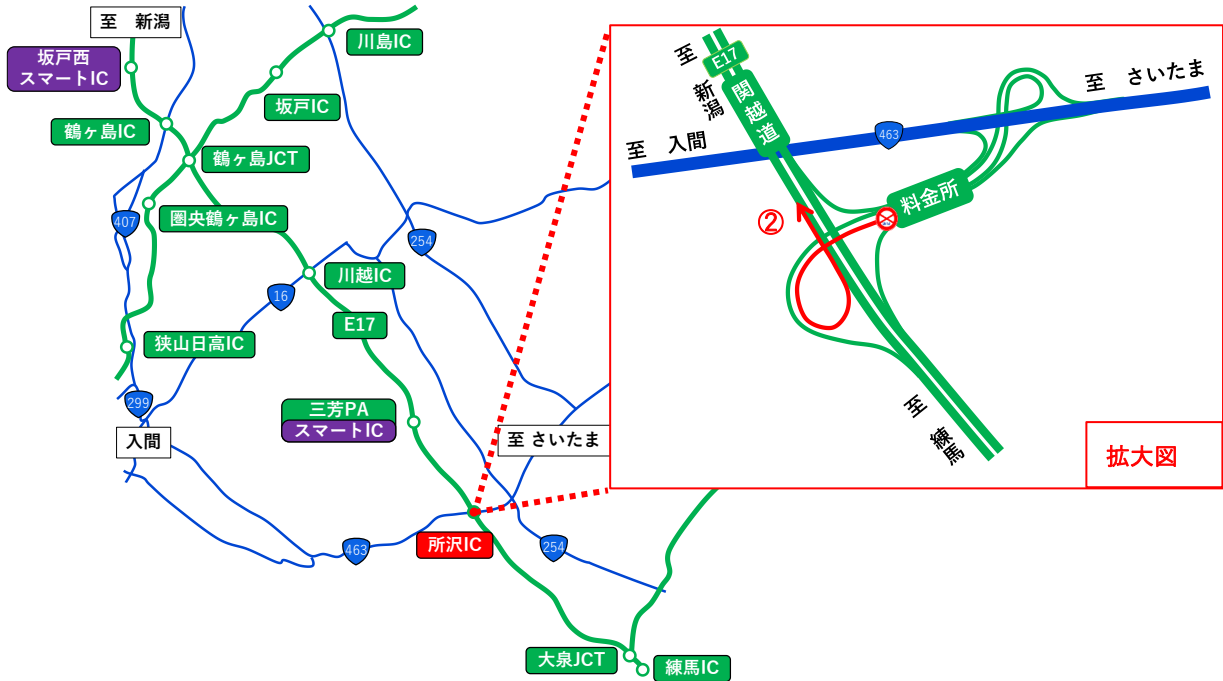 至 新潟
坂戸西
スマートIC
川島IC
坂戸IC
鶴ヶ島IC
鶴ヶ島JCT
圏央鶴ヶ島IC
407
254
川越IC
16
E17
狭山日高IC
299
入間
三芳PA
スマートIC
至 さいたま
所沢IC
463
254
大泉JCT
練馬IC
至 新潟
E17
関越道
至 入間
463
至 さいたま
料金所
②
至 練馬
拡大図